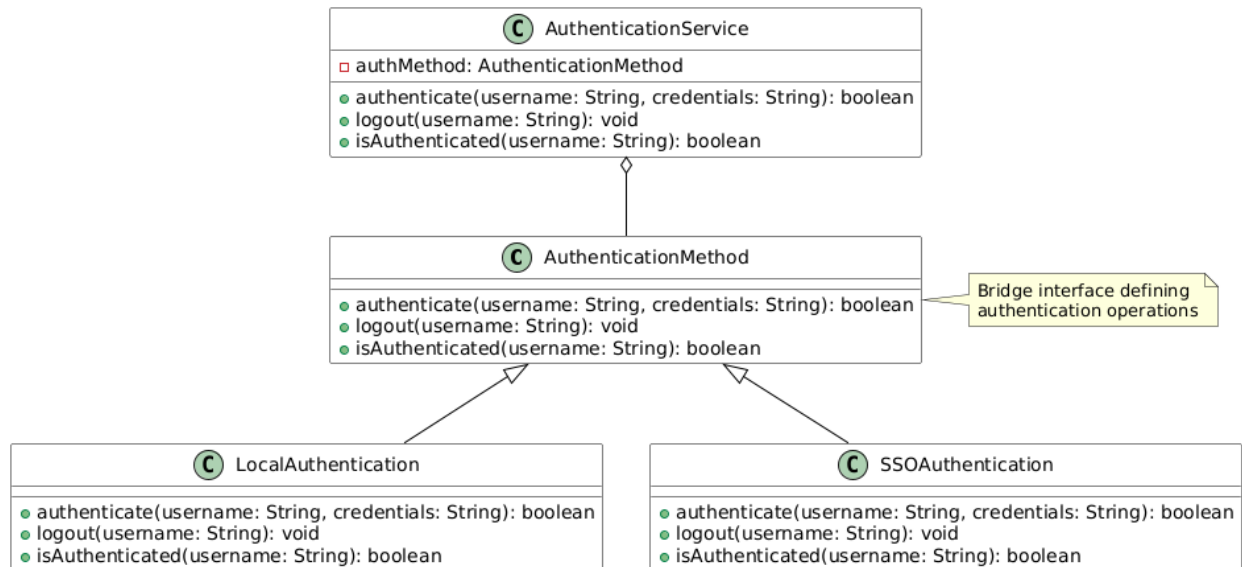 C AuthenticationService
authMethod: AuthenticationMethod
authenticate(username: String, credentials: String): boolean
logout(username: String): void
isAuthenticated(username: String): boolean
C AuthenticationMethod
authenticate(username: String, credentials: String): boolean
logout(username: String): void
isAuthenticated(username: String): boolean
Bridge interface defining
authentication operations
C LocalAuthentication
authenticate(username: String, credentials: String): boolean
logout(username: String): void
isAuthenticated(username: String): boolean
C SSOAuthentication
authenticate(username: String, credentials: String): boolean
logout(username: String): void
isAuthenticated(username: String): boolean